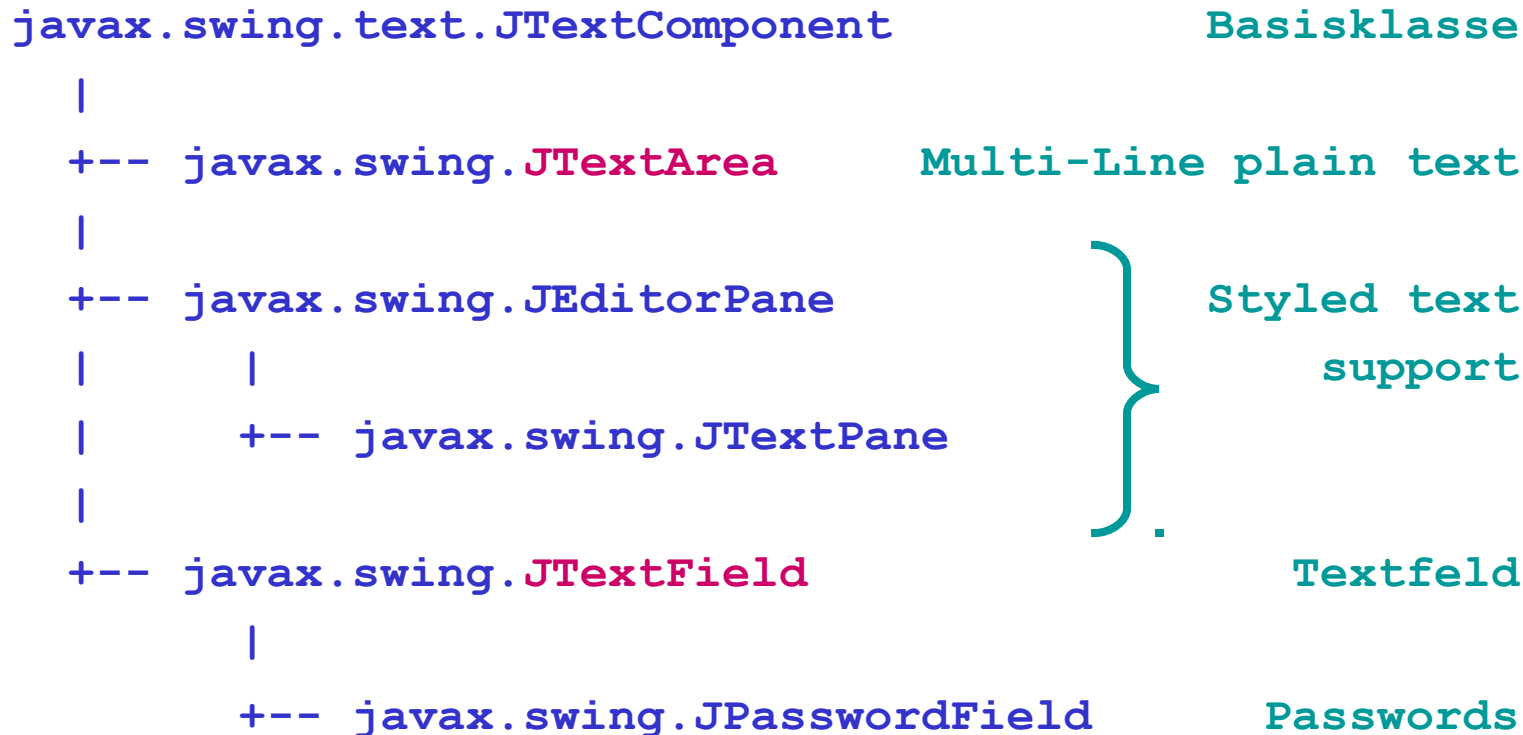 javax.swing.text.JTextComponent Basisklasse
|
+-- javax.swing.JTextArea Multi-Line plain text
|
+-- javax.swing.JEditorPane Styled text
| | support
| +-- javax.swing.JTextPane
|
+-- javax.swing.JTextField Textfeld
|
+-- javax.swing.JPasswordField Passwords